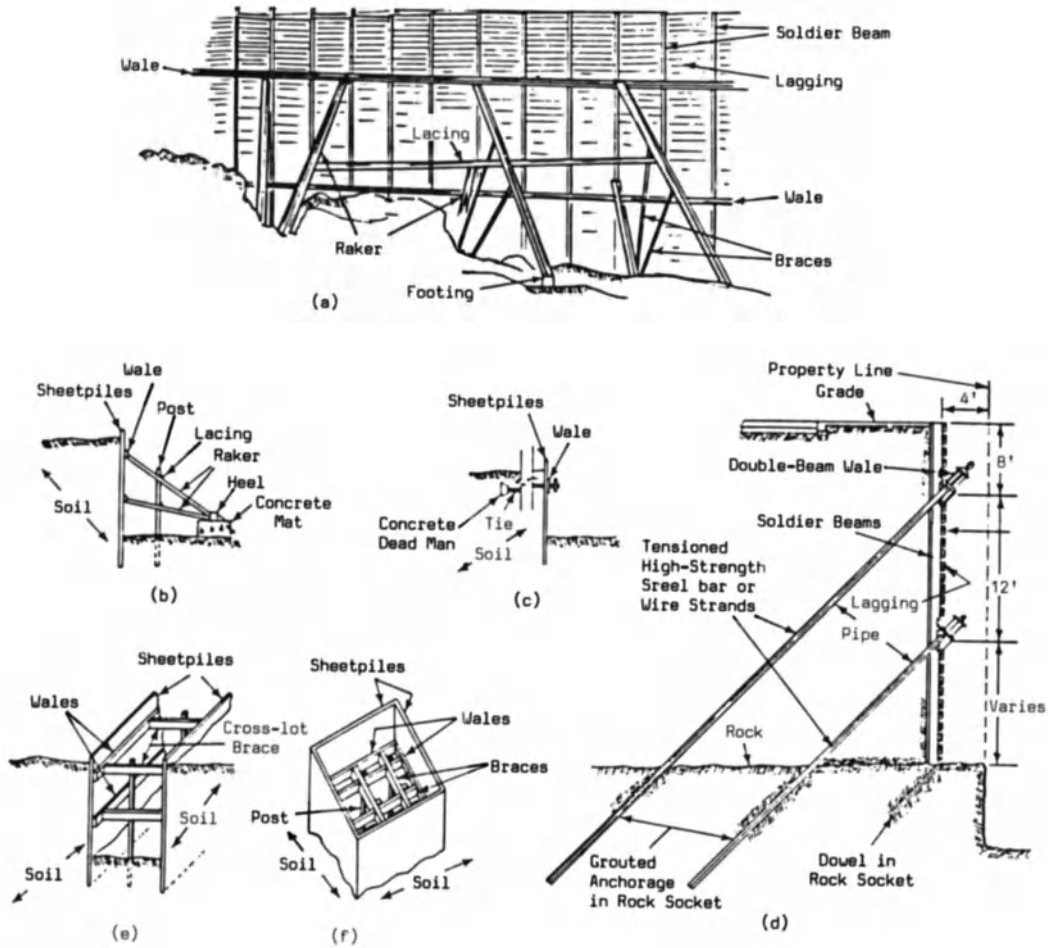 Soldier Beam
Lagging
Wale
Lacing
Wale
Raker
Braces
Footing
(a)
Wale
Sheetpiles
Post
Lacing
Raker
Heel
Concrete
Mat
Soil
(b)
Sheetpiles
Wale
Concrete
Dead Man
Tie
Soil
(c)
Property Line
Grade
4'
8'
Double-Beam Wale
Soldier Beams
Tensioned
High-Strength
Sreel bar or
Wire Strands
Lagging
12'
Pipe
Varies
Rock
Grouted
Anchorage
in Rock Socket
Dowel in
Rock Socket
(d)
Sheetpiles
Wales
Cross-lot
Brace
Soil
Soil
(e)
Sheetpiles
Wales
Braces
Post
Soil
Soil
(f)